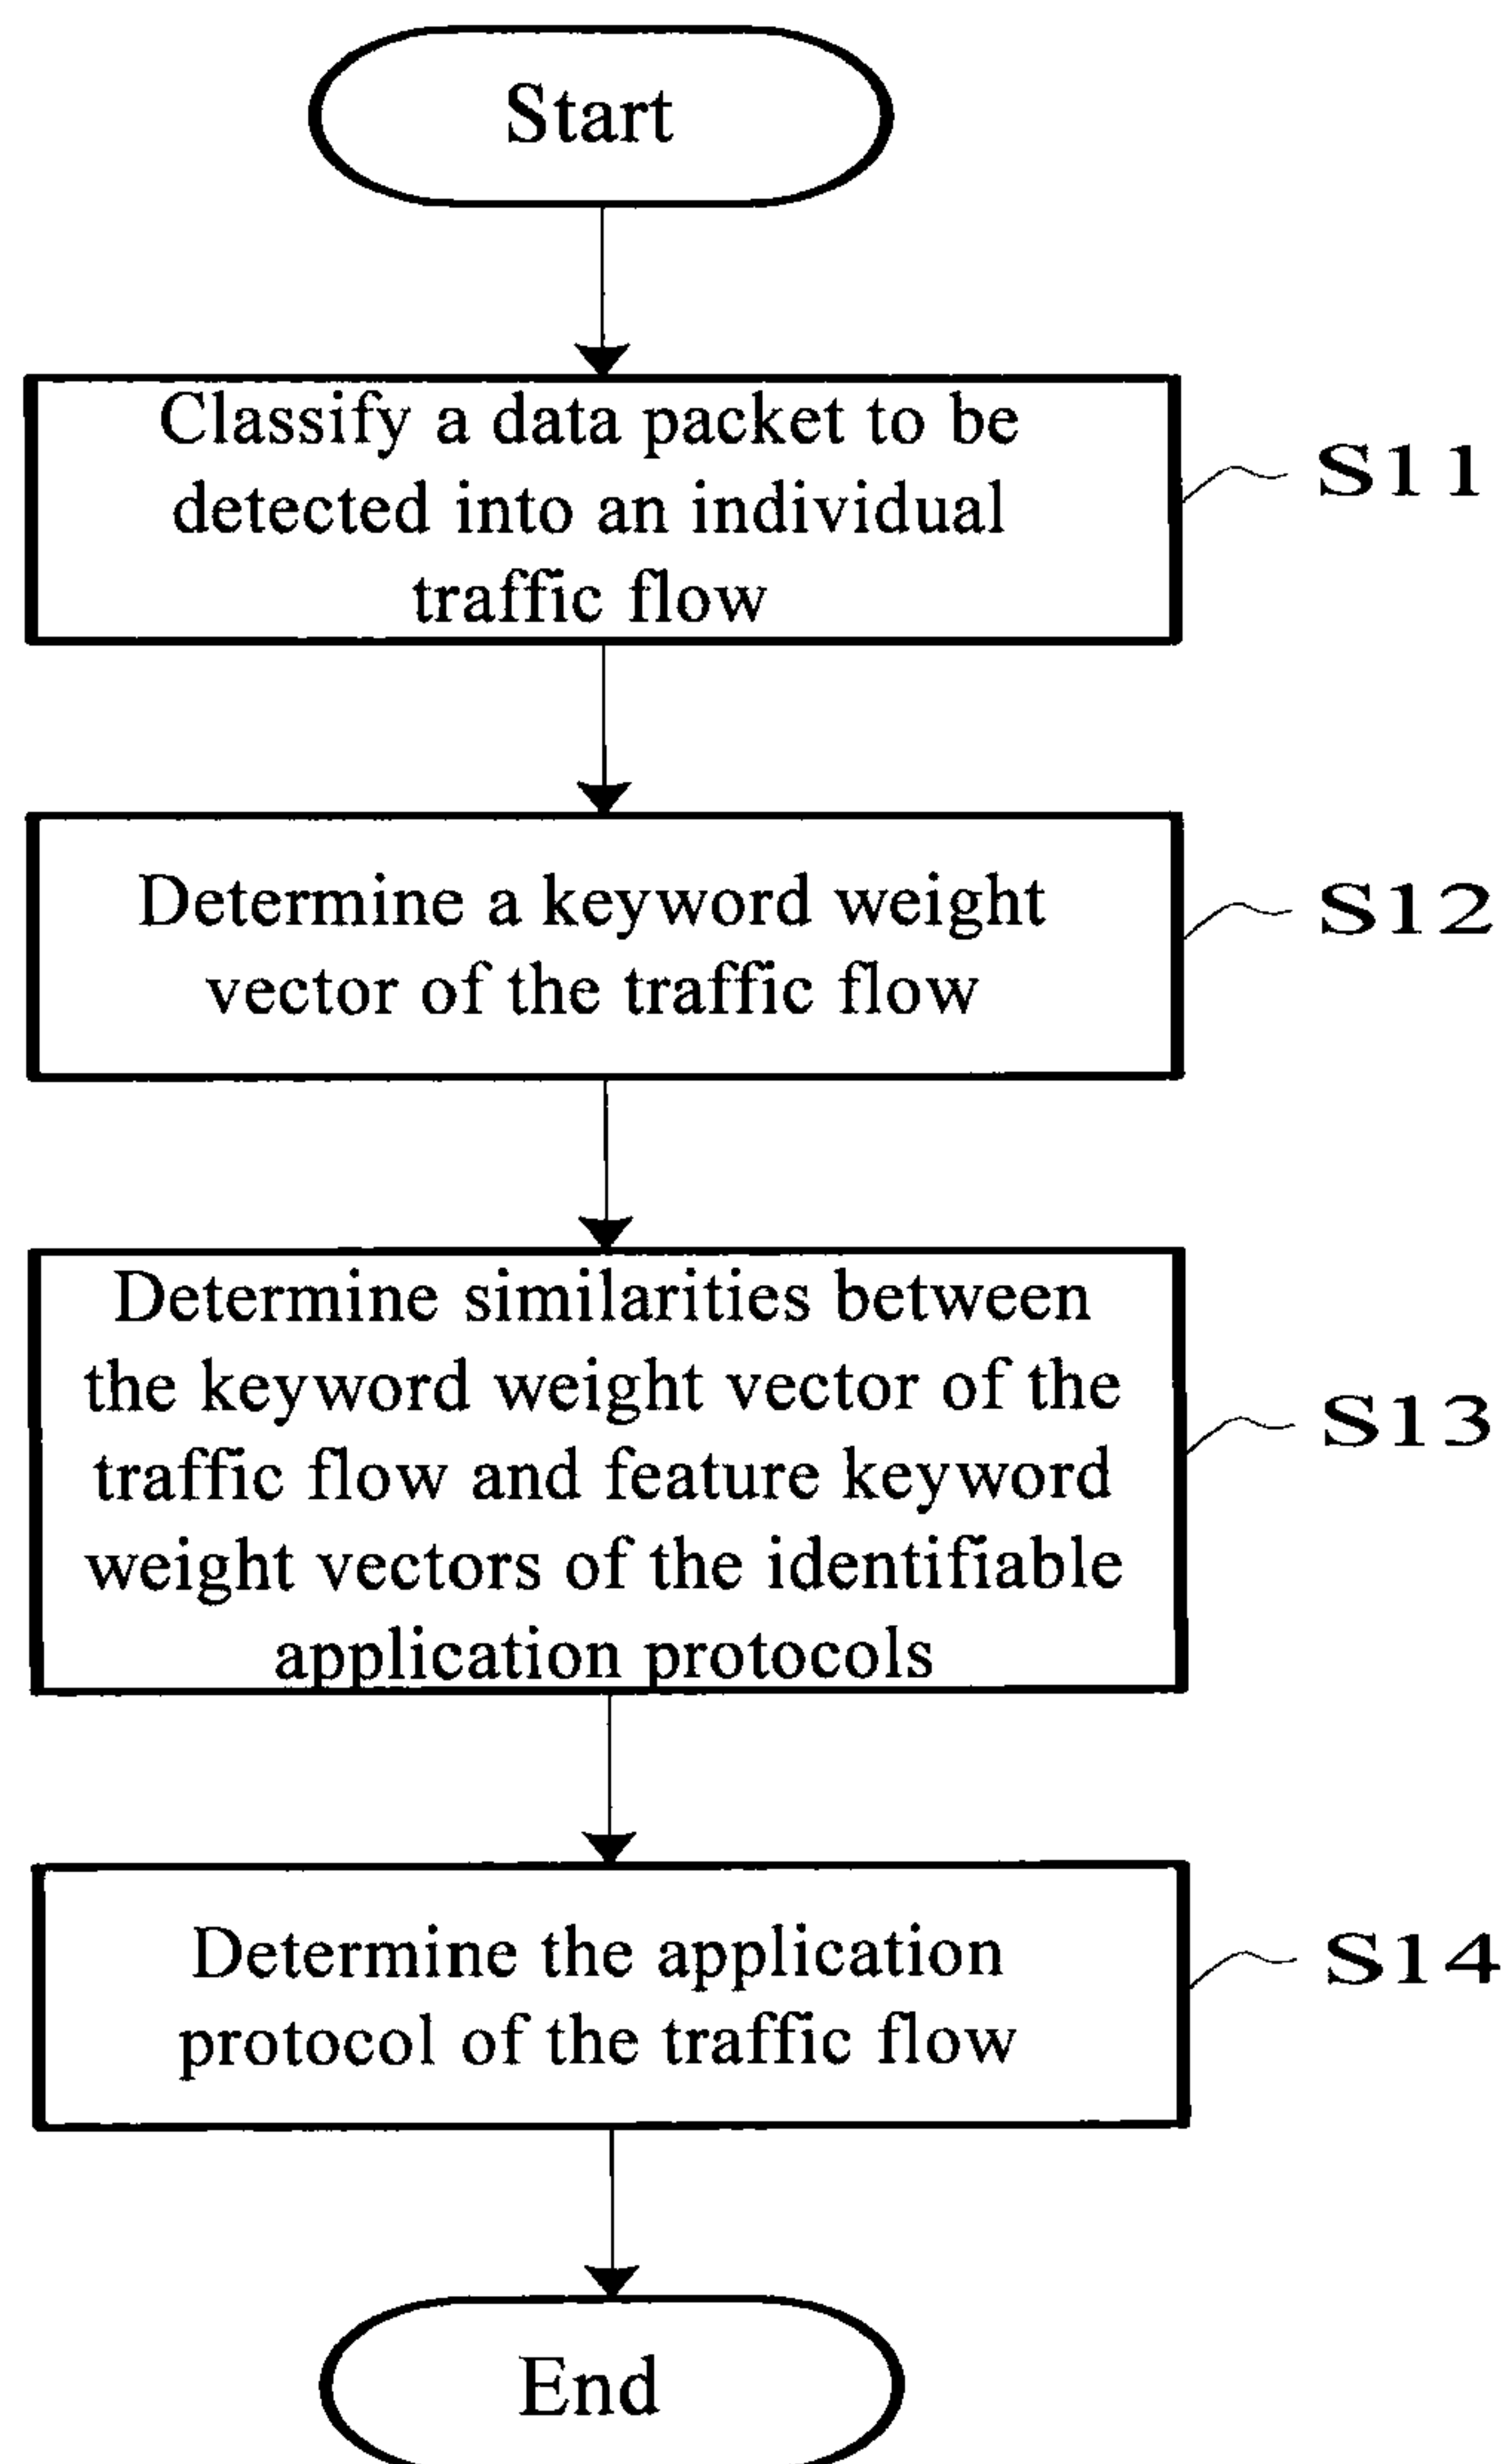 Start
Classify a data packet to be
detected into an individual
traffic flow
S11
Determine a keyword weight
vector of the traffic flow
S12
Determine similarities between
the keyword weight vector of the
traffic flow and feature keyword
weight vectors of the identifiable
application protocols
S13
Determine the application
protocol of the traffic flow
S14
End